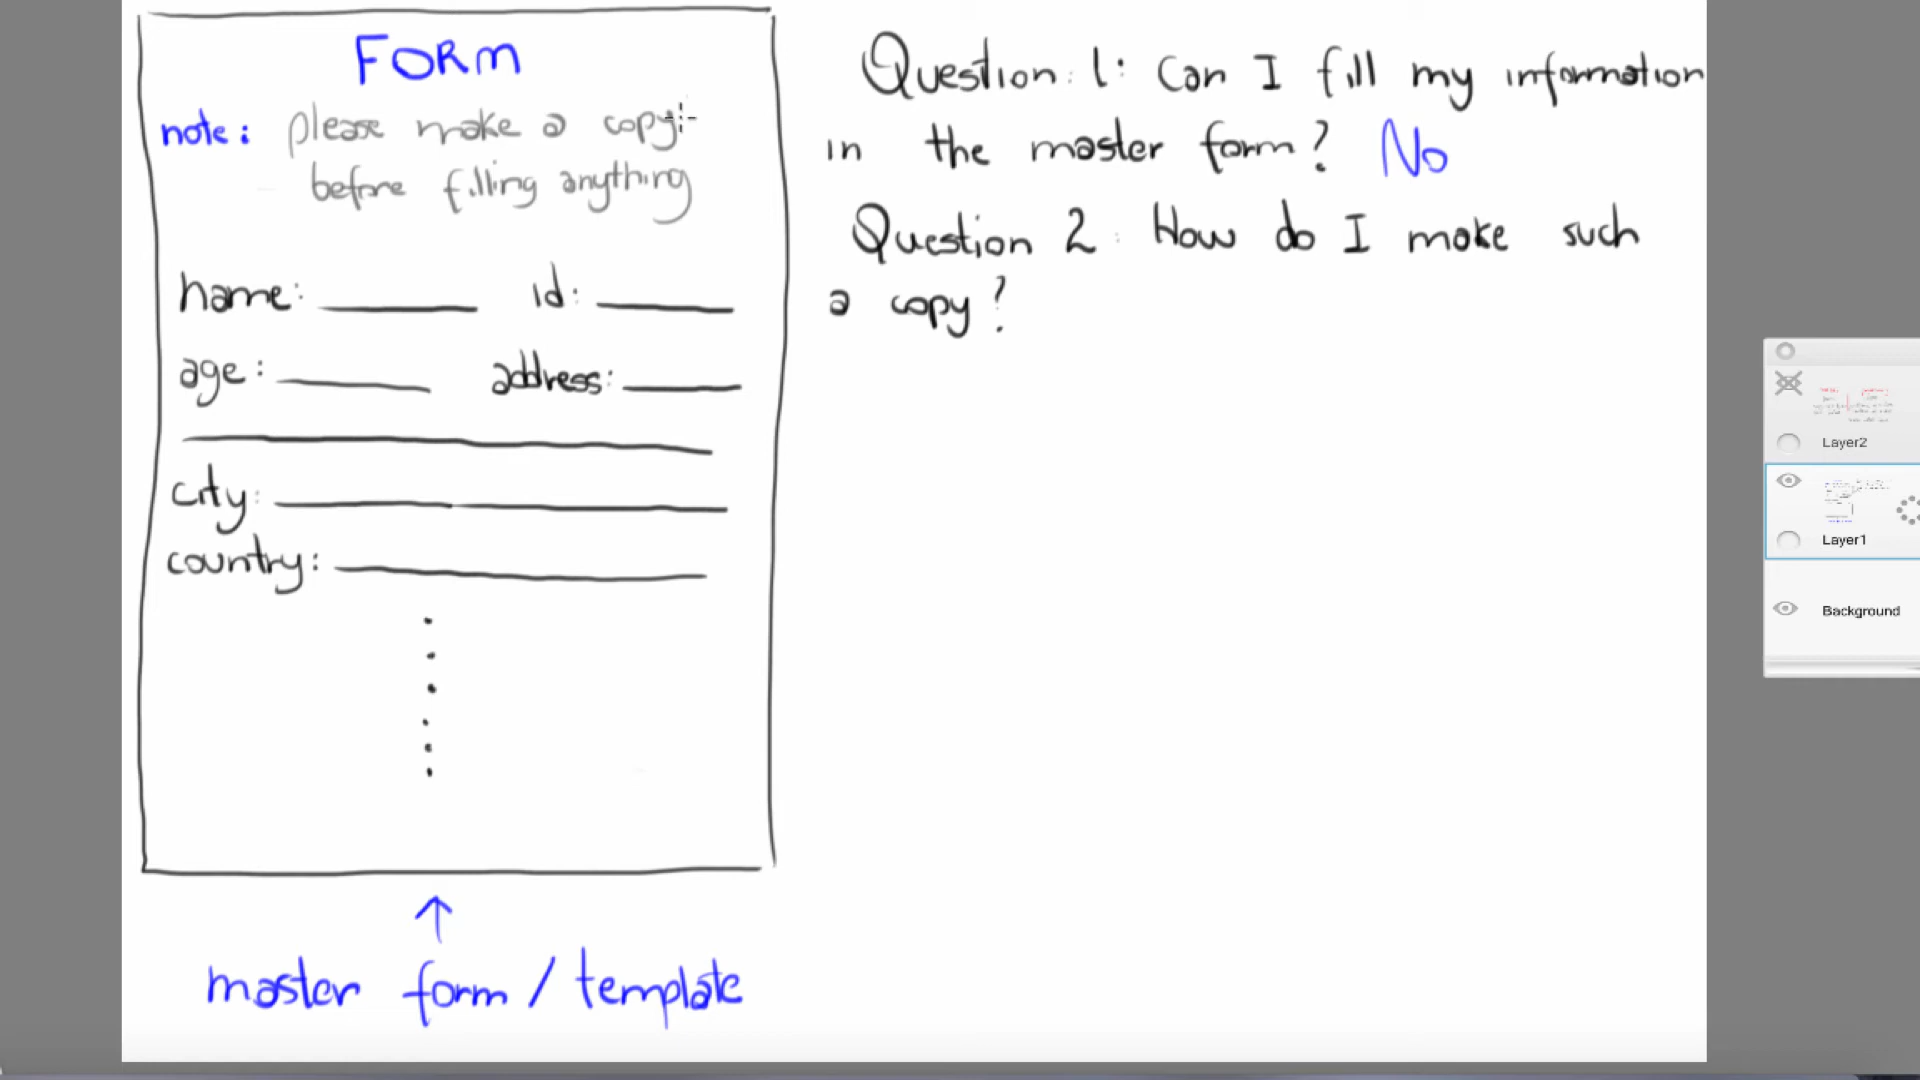 FORM
note: please make a copy
before filling anything
name: id:
age: address:
city:
country:
master form / template
Question 1: Can I fill my information
in the master form? No
Question 2: How do I make such
a copy?
Layer2
Layer1
Background